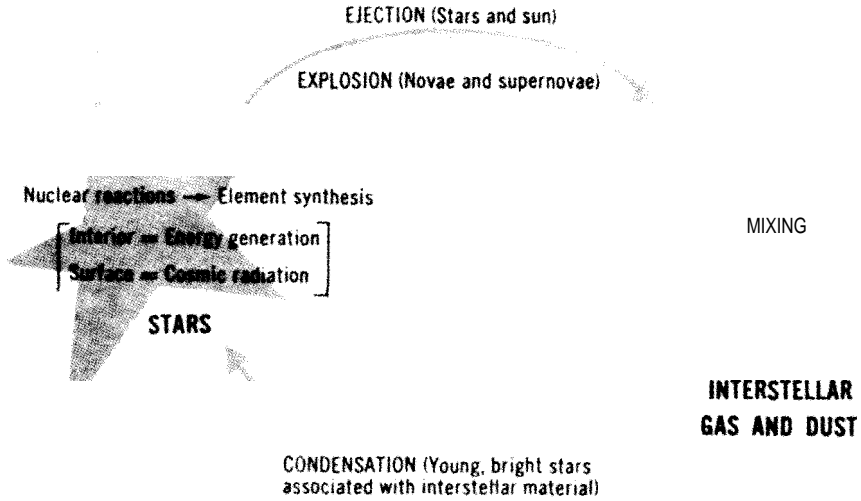 EJECTION (Stars and sun)
EXPLOSION (Novae and supernovae)
Nuclear reactions → Element synthesis
Interior = Energy generation
Surface = Cosmic radiation
STARS
MIXING
INTERSTELLAR
GAS AND DUST
CONDENSATION (Young, bright stars
associated with interstellar material)